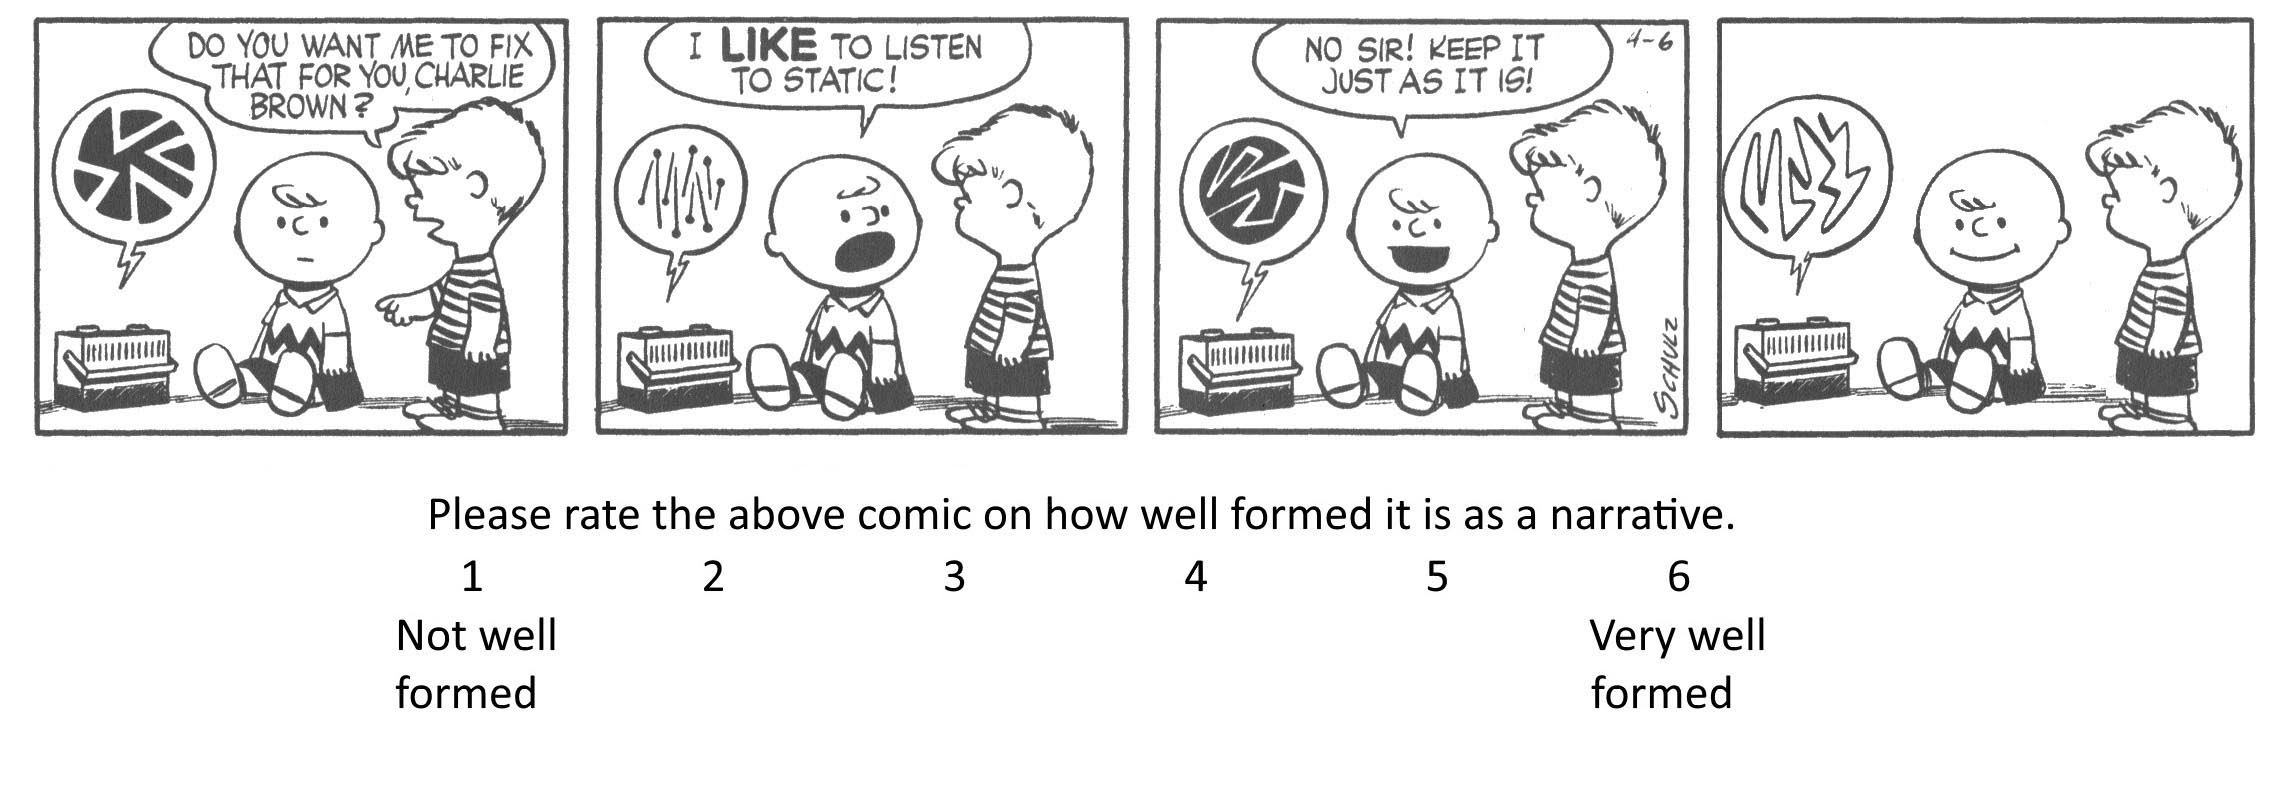 DO YOU WANT ME TO FIX
THAT FOR YOU, CHARLIE
BROWN?
I LIKE TO LISTEN
TO STATIC!
NO SIR! KEEP IT
JUST AS IT IS!
4-6
SCHULZ
Please rate the above comic on how well formed it is as a narrative.
1 2 3 4 5 6
Not well
formed
Very well
formed